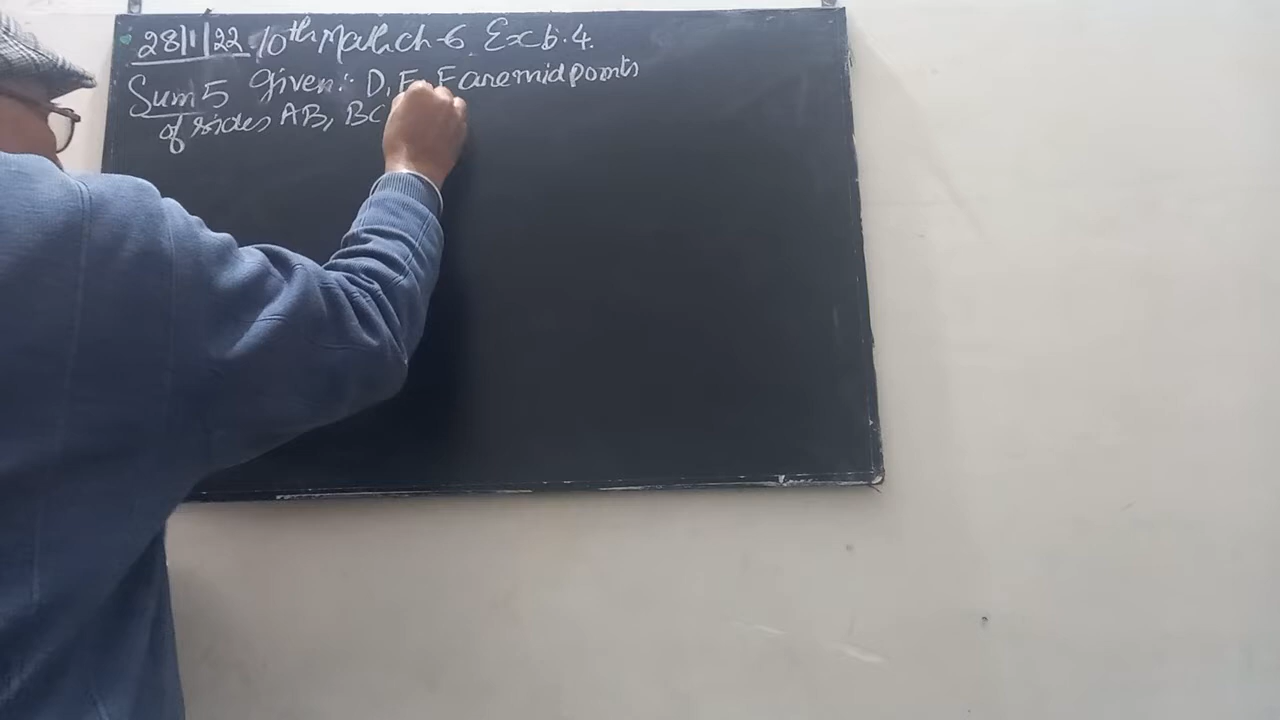 28/1/22 10th Math ch-6 Ex 6.4.
Sum 5 Given:- D, E, F are midpoints
of sides AB, BC